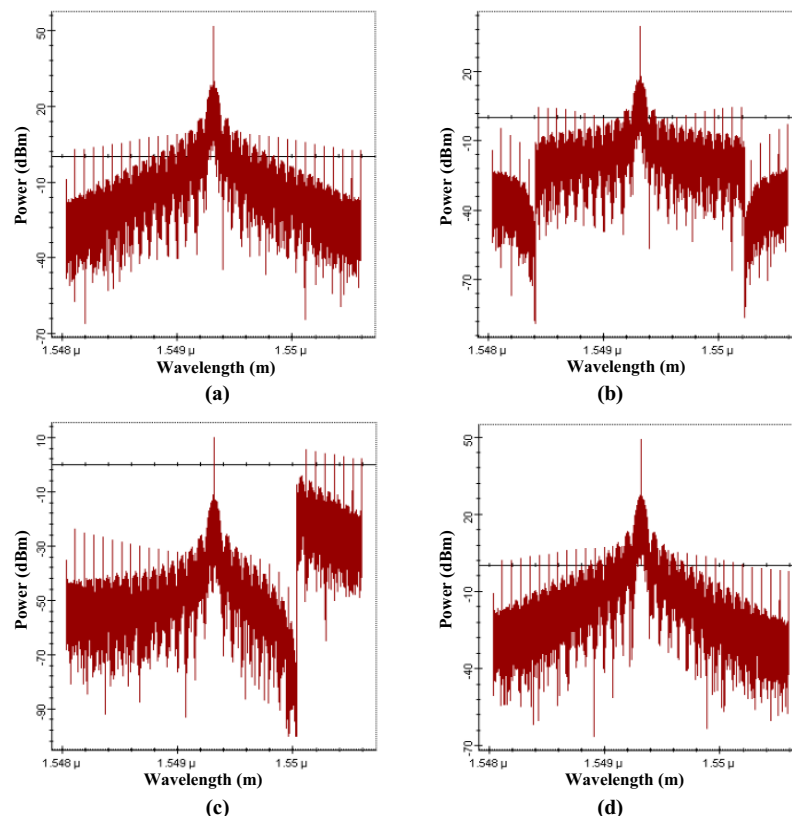 50
20
-10
-40
-70
Power (dBm)
1.548 µ
1.549 µ
1.55 µ
Wavelength (m)
(a)
20
-10
-40
-70
Power (dBm)
1.548 µ
1.549 µ
1.55 µ
Wavelength (m)
(b)
10
-10
-30
-50
-70
-90
Power (dBm)
1.548 µ
1.549 µ
1.55 µ
Wavelength (m)
(c)
50
20
-10
-40
-70
Power (dBm)
1.548 µ
1.549 µ
1.55 µ
Wavelength (m)
(d)